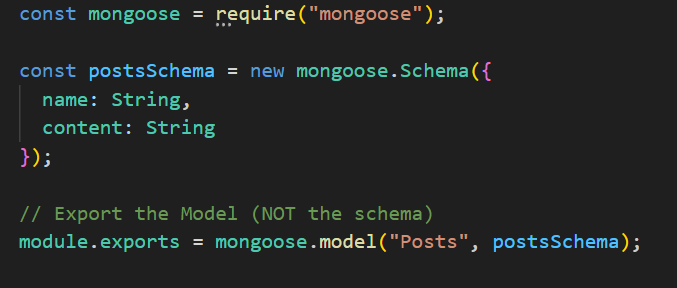 const mongoose = require("mongoose");
const postsSchema = new mongoose.Schema({
name: String,
content: String
});
// Export the Model (NOT the schema)
module.exports = mongoose.model("Posts", postsSchema);